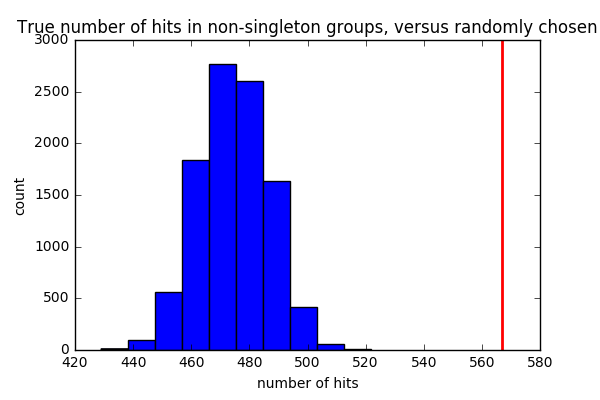 True number of hits in non-singleton groups, versus randomly chosen
3000
2500
2000
1500
1000
500
0
420 440 460 480 500 520 540 560 580
count
number of hits